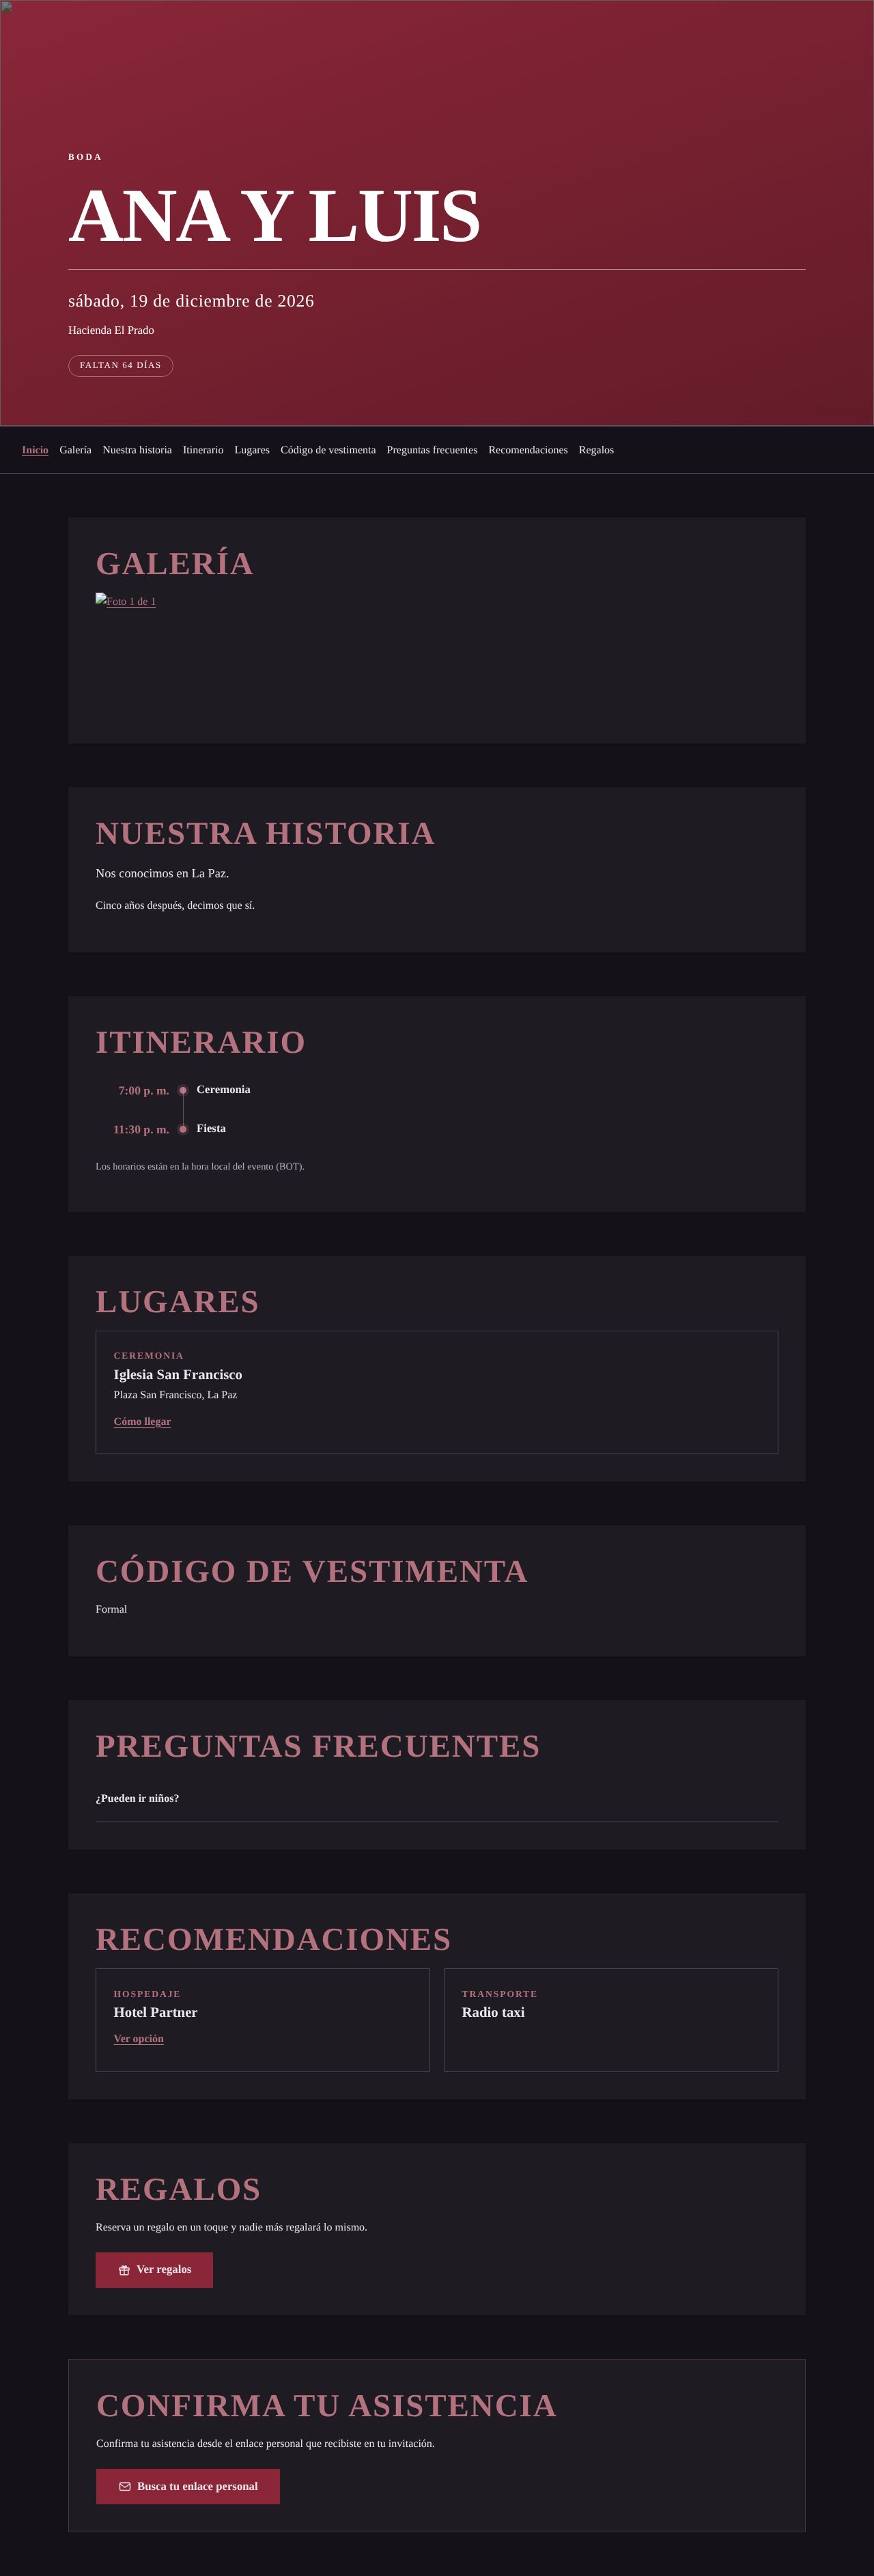 BODA
ANA Y LUIS
sábado, 19 de diciembre de 2026
Hacienda El Prado
FALTAN 64 DÍAS
Inicio Galería Nuestra historia Itinerario Lugares Código de vestimenta Preguntas frecuentes Recomendaciones Regalos
GALERÍA
Foto 1 de 1
NUESTRA HISTORIA
Nos conocimos en La Paz.
Cinco años después, decimos que sí.
ITINERARIO
7:00 p. m. Ceremonia
11:30 p. m. Fiesta
Los horarios están en la hora local del evento (BOT).
LUGARES
CEREMONIA
Iglesia San Francisco
Plaza San Francisco, La Paz
Cómo llegar
CÓDIGO DE VESTIMENTA
Formal
PREGUNTAS FRECUENTES
¿Pueden ir niños?
RECOMENDACIONES
HOSPEDAJE
Hotel Partner
Ver opción
TRANSPORTE
Radio taxi
REGALOS
Reserva un regalo en un toque y nadie más regalará lo mismo.
Ver regalos
CONFIRMA TU ASISTENCIA
Confirma tu asistencia desde el enlace personal que recibiste en tu invitación.
Busca tu enlace personal